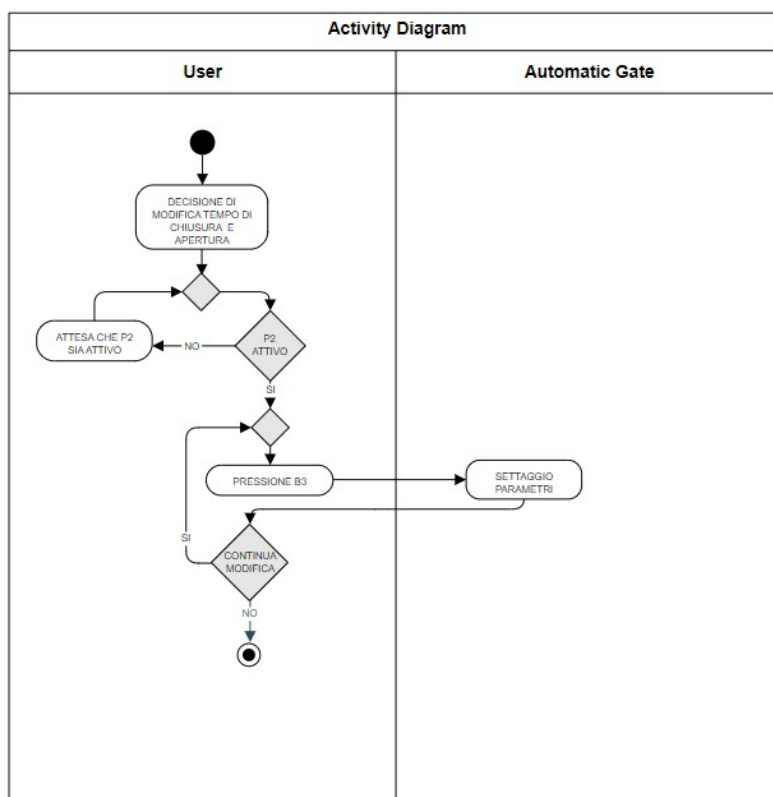 Activity Diagram
User
Automatic Gate
DECISIONE DI
MODIFICA TEMPO DI
CHIUSURA E
APERTURA
P2
ATTIVO
ATTESA CHE P2
SIA ATTIVO
NO
SI
PRESSIONE B3
SETTAGGIO
PARAMETRI
SI
CONTINUA
MODIFICA
NO